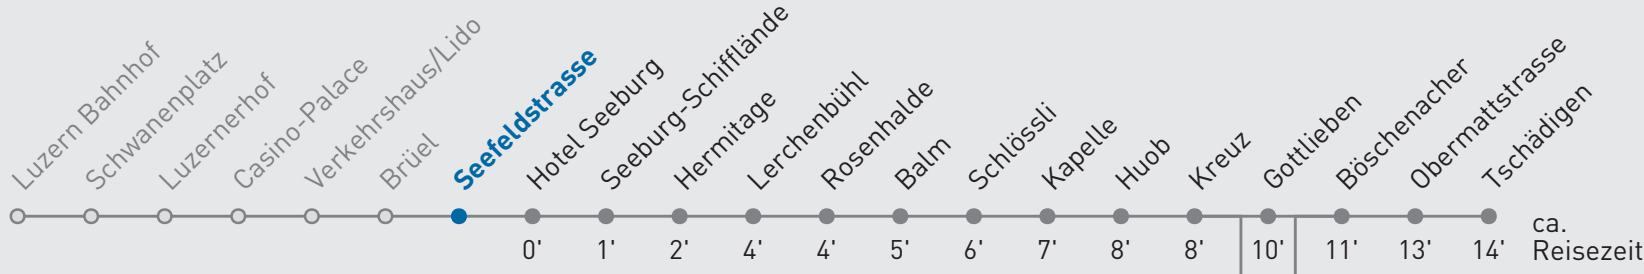 Luzern Bahnhof
Schwanenplatz
Luzernerhof
Casino-Palace
Verkehrshaus/Lido
Brüel
Seefeldstrasse
Hotel Seeburg
Seeburg-Schifflände
Hermitage
Lerchenbühl
Rosenhalde
Balm
Schlössli
Kapelle
Huob
Kreuz
Gottlieben
Böschenacher
Obermattstrasse
Tschädigen
0' 1' 2' 4' 4' 5' 6' 7' 8' 8' 10' 11' 13' 14'
ca.
Reisezeit